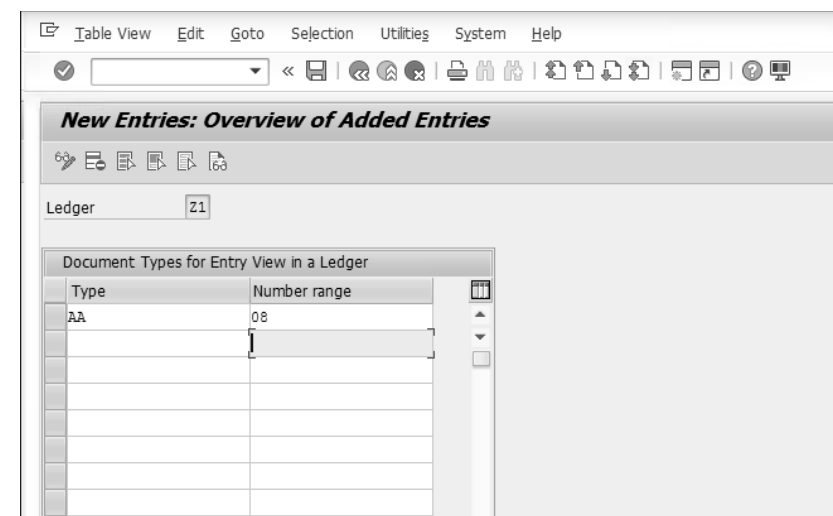 Table View Edit Goto Selection Utilities System Help
New Entries: Overview of Added Entries
Ledger Z1
Document Types for Entry View in a Ledger
Type Number range
AA 08